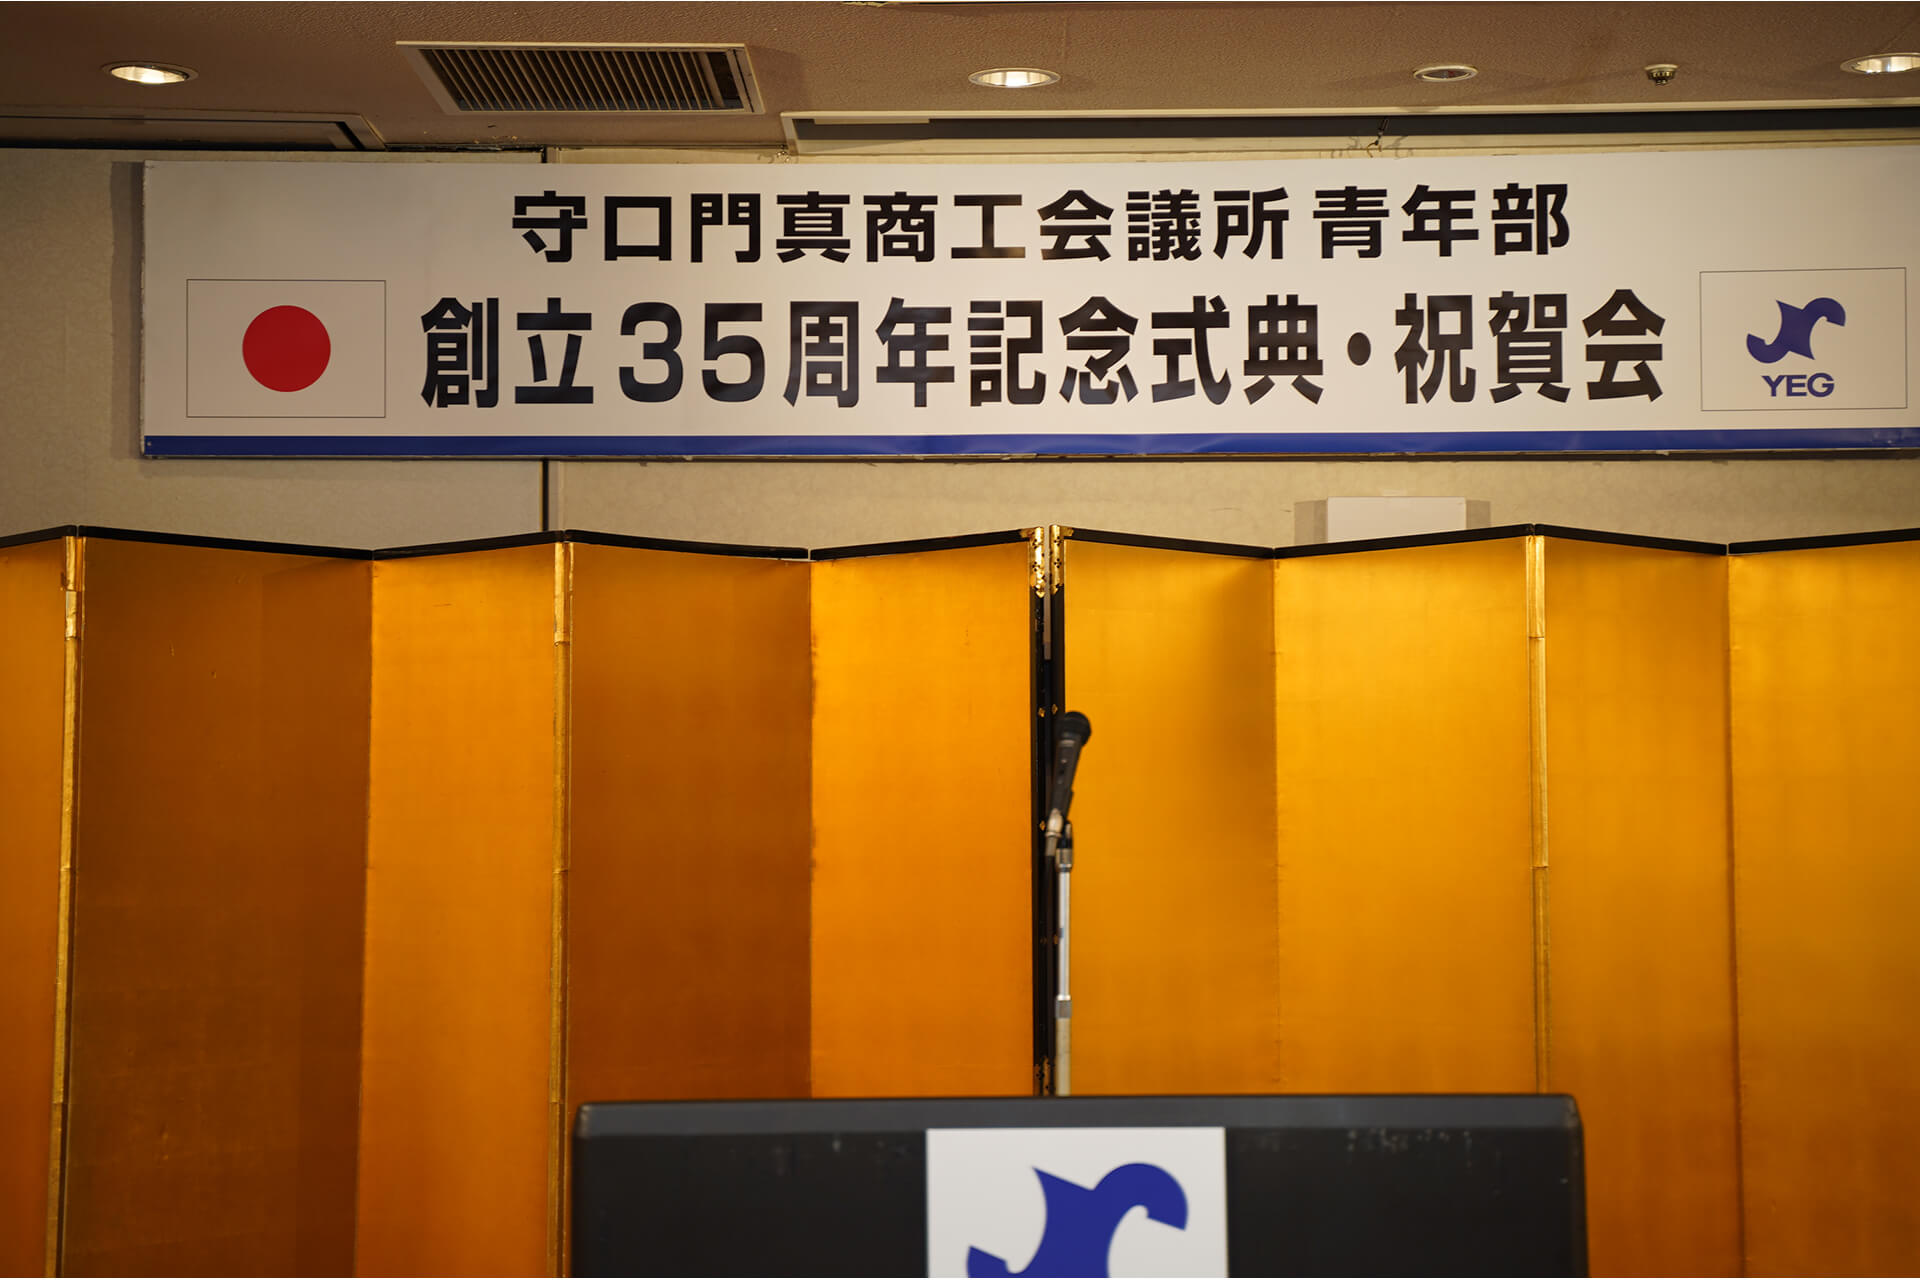 守口門真商工会議所 青年部
創立35周年記念式典・祝賀会
YEG